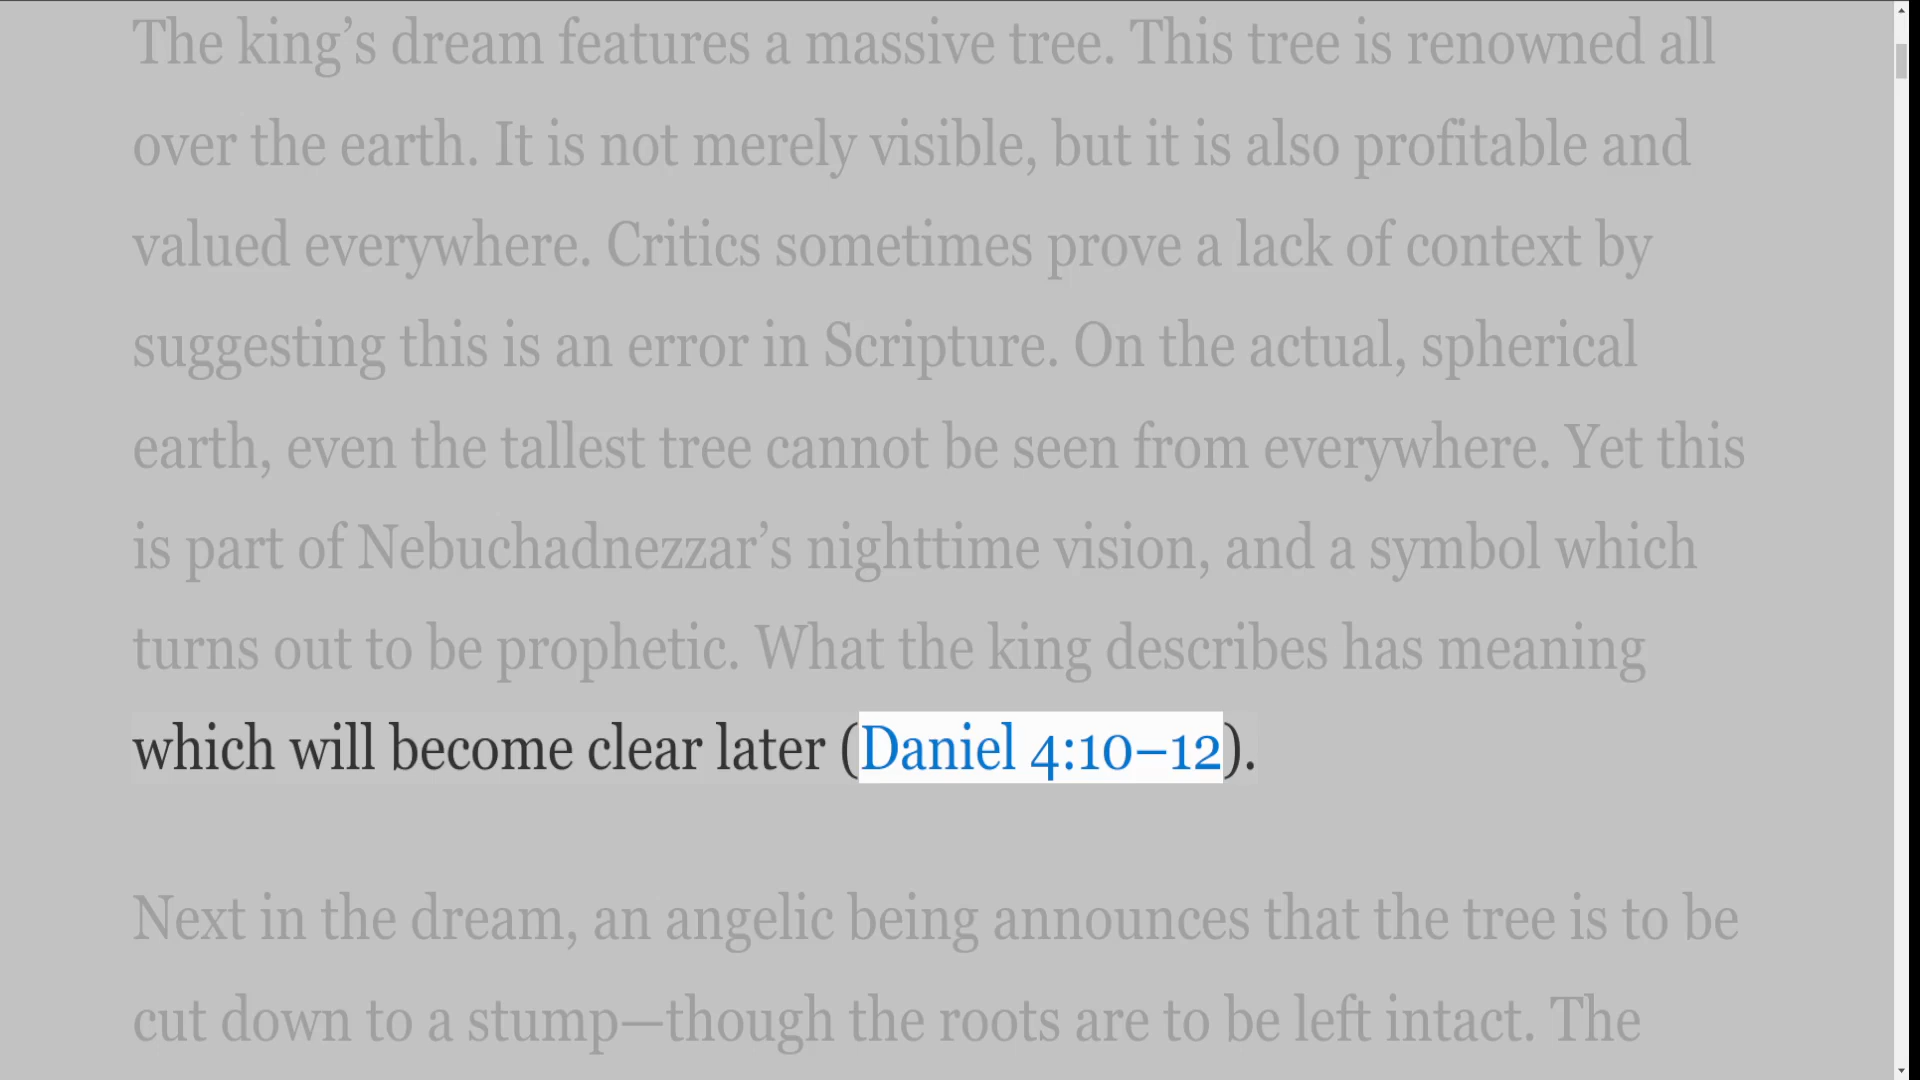 The king’s dream features a massive tree. This tree is renowned all
over the earth. It is not merely visible, but it is also profitable and
valued everywhere. Critics sometimes prove a lack of context by
suggesting this is an error in Scripture. On the actual, spherical
earth, even the tallest tree cannot be seen from everywhere. Yet this
is part of Nebuchadnezzar’s nighttime vision, and a symbol which
turns out to be prophetic. What the king describes has meaning
which will become clear later (Daniel 4:10–12).
Next in the dream, an angelic being announces that the tree is to be
cut down to a stump—though the roots are to be left intact. The